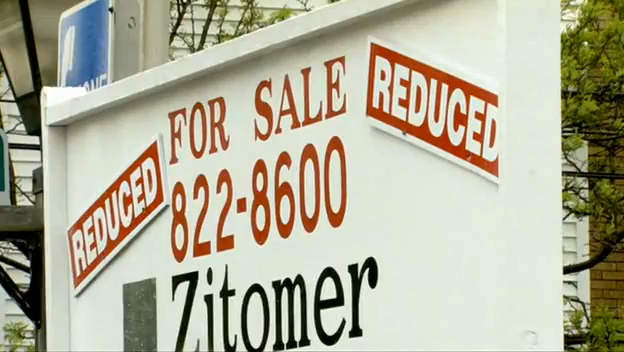 FOR SALE
REDUCED
REDUCED
822-8600
Zitomer